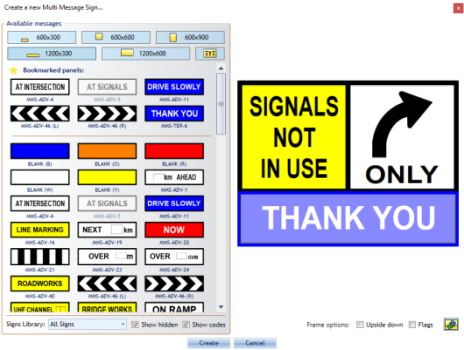 Create a new Multi Message Sign...
x
Available messages
600x300
600x600
600x900
1200x300
1200x600
Bookmarked panels:
AT INTERSECTION
AT SIGNALS
DRIVE SLOWLY
MMS-ADV-4
MMS-ADV-5
MMS-ADV-11
THANK YOU
MMS-ADV-46 (L)
MMS-ADV-46 (R)
MMS-TER-6
BLANK (B)
BLANK (O)
BLANK (R)
km AHEAD
BLANK (W)
BLANK (Y)
MMS-ADV-1
AT INTERSECTION
AT SIGNALS
DRIVE SLOWLY
MMS-ADV-4
MMS-ADV-5
MMS-ADV-11
LINE MARKING
NEXT km
NOW
MMS-ADV-16
MMS-ADV-19
MMS-ADV-20
OVER m
OVER
MMS-ADV-21
MMS-ADV-23
MMS-ADV-24
ROADWORKS
MMS-ADV-40
MMS-ADV-46 (L)
MMS-ADV-46 (R)
UHF CHANNEL
BRIDGE WORKS
ON RAMP
Signs Library:
All Signs
Show hidden
Show codes
SIGNALS
NOT
IN USE
ONLY
THANK YOU
Frame options:
Upside down
Flags
Create
Cancel